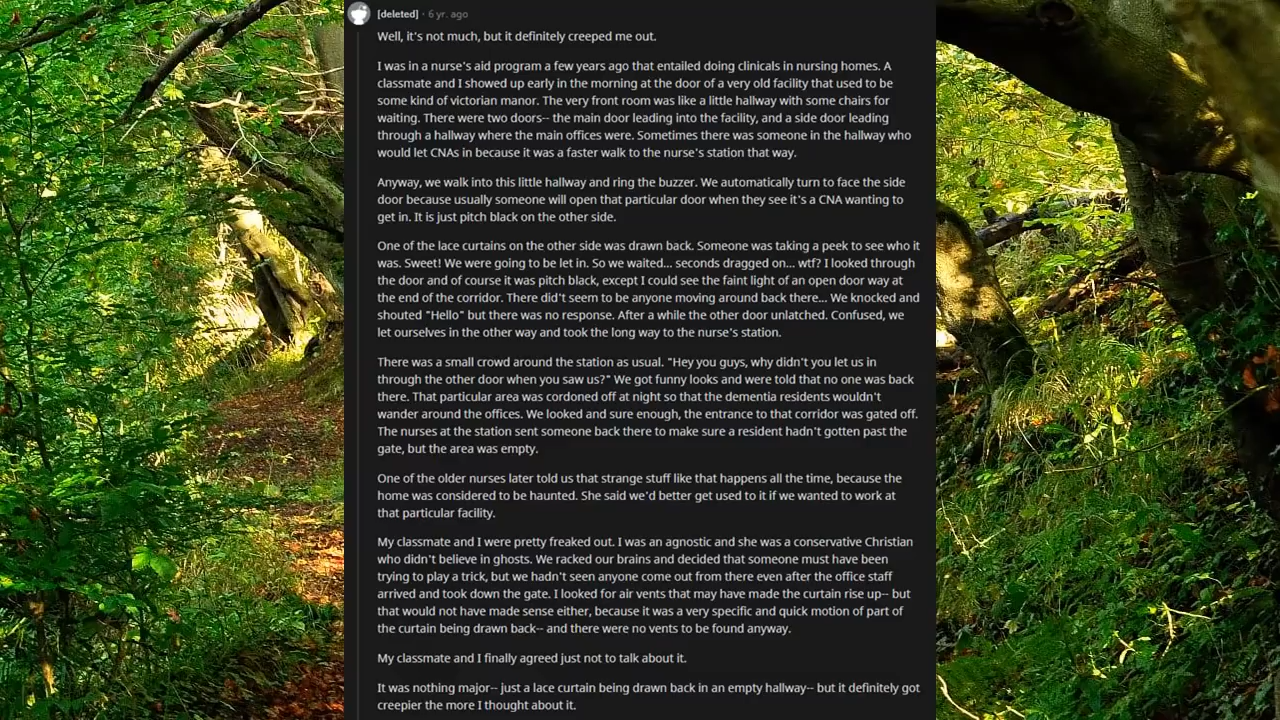 [deleted] · 6 yr. ago
Well, it's not much, but it definitely creeped me out.
I was in a nurse's aid program a few years ago that entailed doing clinicals in nursing homes. A
classmate and I showed up early in the morning at the door of a very old facility that used to be
some kind of victorian manor. The very front room was like a little hallway with some chairs for
waiting. There were two doors-- the main door leading into the facility, and a side door leading
through a hallway where the main offices were. Sometimes there was someone in the hallway who
would let CNAs in because it was a faster walk to the nurse's station that way.
Anyway, we walk into this little hallway and ring the buzzer. We automatically turn to face the side
door because usually someone will open that particular door when they see it's a CNA wanting to
get in. It is just pitch black on the other side.
One of the lace curtains on the other side was drawn back. Someone was taking a peek to see who it
was. Sweet! We were going to be let in. So we waited... seconds dragged on... wtf? I looked through
the door and of course it was pitch black, except I could see the faint light of an open door way at
the end of the corridor. There did't seem to be anyone moving around back there... We knocked and
shouted "Hello" but there was no response. After a while the other door unlatched. Confused, we
let ourselves in the other way and took the long way to the nurse's station.
There was a small crowd around the station as usual. "Hey you guys, why didn't you let us in
through the other door when you saw us?" We got funny looks and were told that no one was back
there. That particular area was cordoned off at night so that the dementia residents wouldn't
wander around the offices. We looked and sure enough, the entrance to that corridor was gated off.
The nurses at the station sent someone back there to make sure a resident hadn't gotten past the
gate, but the area was empty.
One of the older nurses later told us that strange stuff like that happens all the time, because the
home was considered to be haunted. She said we'd better get used to it if we wanted to work at
that particular facility.
My classmate and I were pretty freaked out. I was an agnostic and she was a conservative Christian
who didn't believe in ghosts. We racked our brains and decided that someone must have been
trying to play a trick, but we hadn't seen anyone come out from there even after the office staff
arrived and took down the gate. I looked for air vents that may have made the curtain rise up-- but
that would not have made sense either, because it was a very specific and quick motion of part of
the curtain being drawn back-- and there were no vents to be found anyway.
My classmate and I finally agreed just not to talk about it.
It was nothing major-- just a lace curtain being drawn back in an empty hallway-- but it definitely got
creepier the more I thought about it.